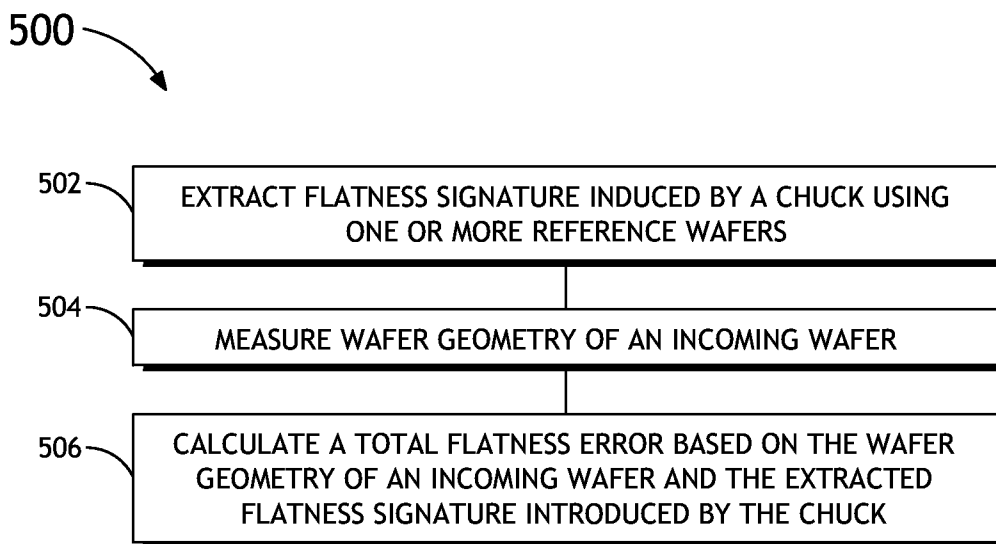 500
502
EXTRACT FLATNESS SIGNATURE INDUCED BY A CHUCK USING
ONE OR MORE REFERENCE WAFERS
504
MEASURE WAFER GEOMETRY OF AN INCOMING WAFER
506
CALCULATE A TOTAL FLATNESS ERROR BASED ON THE WAFER
GEOMETRY OF AN INCOMING WAFER AND THE EXTRACTED
FLATNESS SIGNATURE INTRODUCED BY THE CHUCK